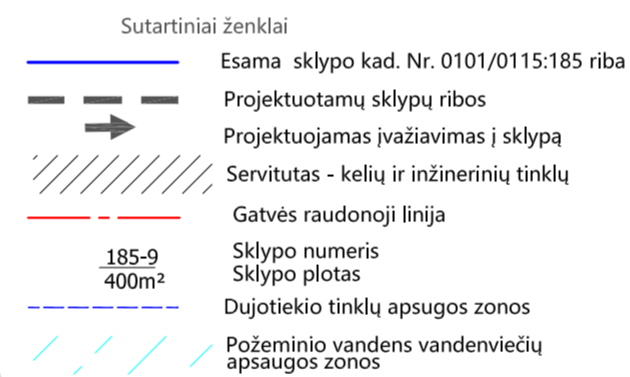 Sutartiniai ženklai
Esama sklypo kad. Nr. 0101/0115:185 riba
Projektuotamų sklypų ribos
Projektuojamas įvažiavimas į sklypą
Servitutas - kelių ir inžinerinių tinklų
Gatvės raudonoji linija
185-9
400m²
Sklypo numeris
Sklypo plotas
Dujotiekio tinklų apsugos zonos
Požeminio vandens vandenviečių
apsaugos zonos